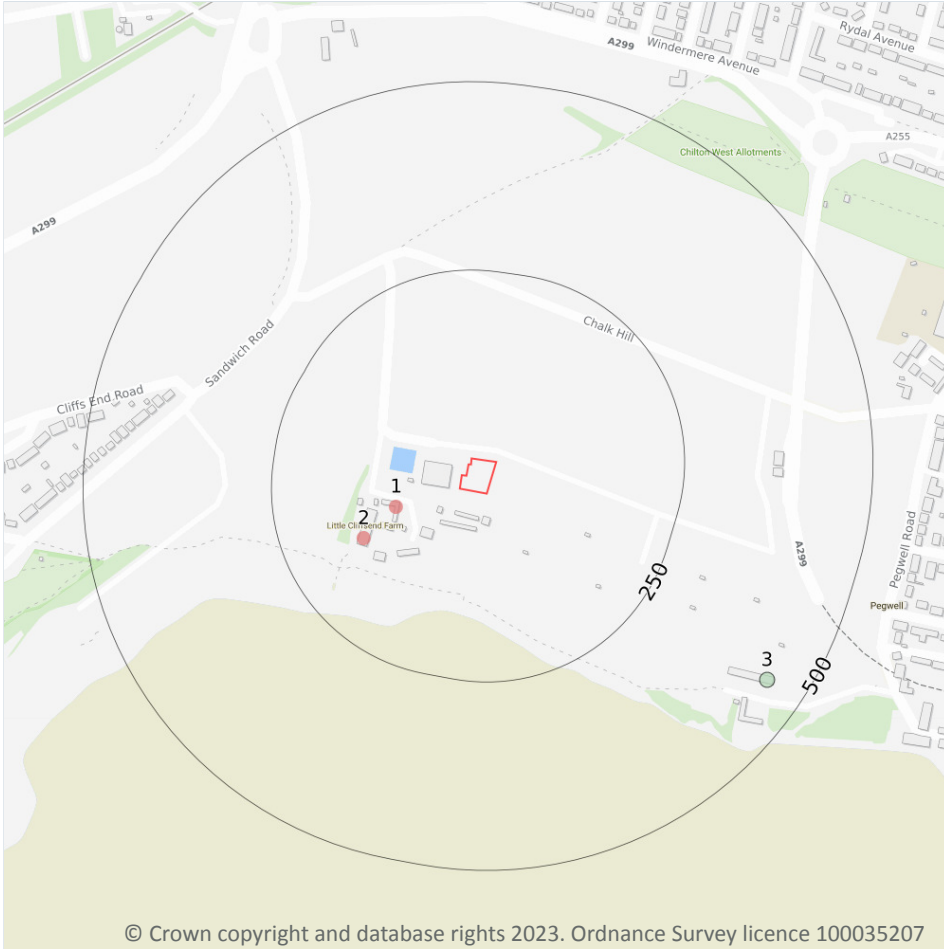 Rydal Avenue
A299
Windermere Avenue
A255
Chilton West Allotments
A299
Chalk Hill
Sandwich Road
Cliffs End Road
1
2
Little Cliffsend Farm
A299
Pegwell Road
250
Pegwell
3
500
© Crown copyright and database rights 2023. Ordnance Survey licence 100035207